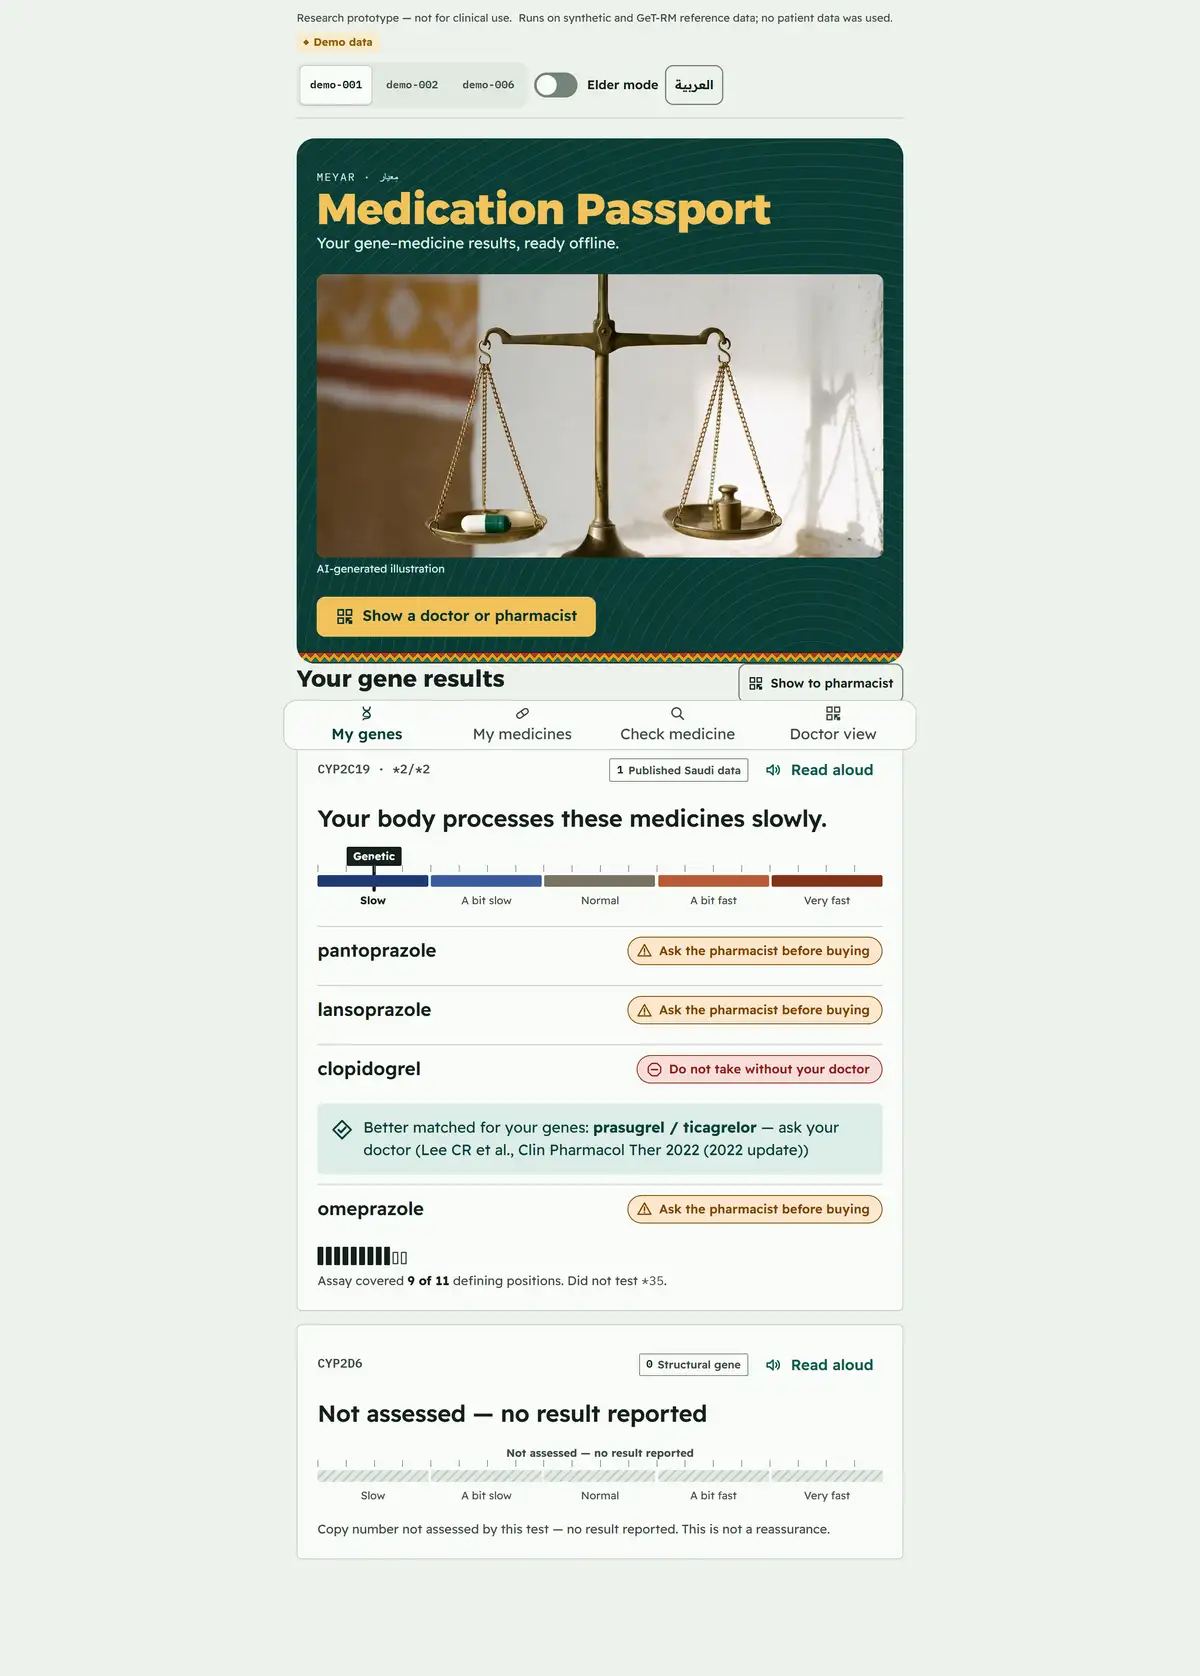 Research prototype — not for clinical use. Runs on synthetic and GeT-RM reference data; no patient data was used.
Demo data
demo-001 demo-002 demo-006 Elder mode العربية
MEYAR · معيار
Medication Passport
Your gene–medicine results, ready offline.
AI-generated illustration
Show a doctor or pharmacist
Your gene results
Show to pharmacist
My genes My medicines Check medicine Doctor view
CYP2C19 · *2/*2
1 Published Saudi data
Read aloud
Your body processes these medicines slowly.
Genetic
Slow A bit slow Normal A bit fast Very fast
pantoprazole
Ask the pharmacist before buying
lansoprazole
Ask the pharmacist before buying
clopidogrel
Do not take without your doctor
Better matched for your genes: prasugrel / ticagrelor — ask your
doctor (Lee CR et al., Clin Pharmacol Ther 2022 (2022 update))
omeprazole
Ask the pharmacist before buying
Assay covered 9 of 11 defining positions. Did not test *35.
CYP2D6
0 Structural gene
Read aloud
Not assessed — no result reported
Not assessed — no result reported
Slow A bit slow Normal A bit fast Very fast
Copy number not assessed by this test — no result reported. This is not a reassurance.